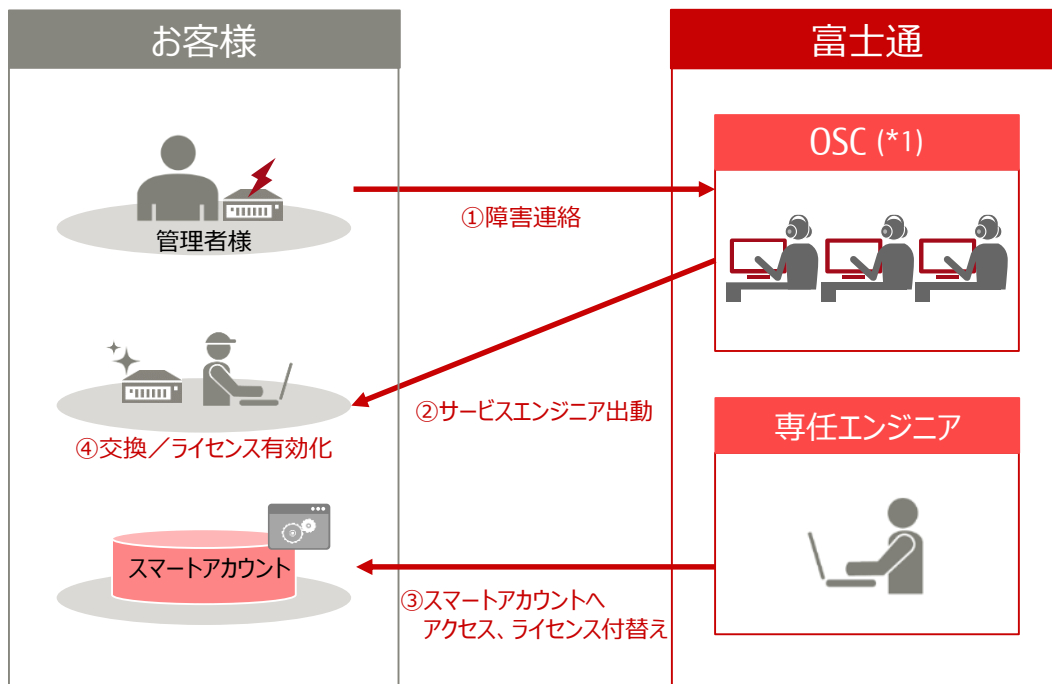 お客様
富士通
OSC (*1)
管理者様
①障害連絡
②サービスエンジニア出動
④交換／ライセンス有効化
専任エンジニア
スマートアカウント
③スマートアカウントへ
アクセス、ライセンス付替え